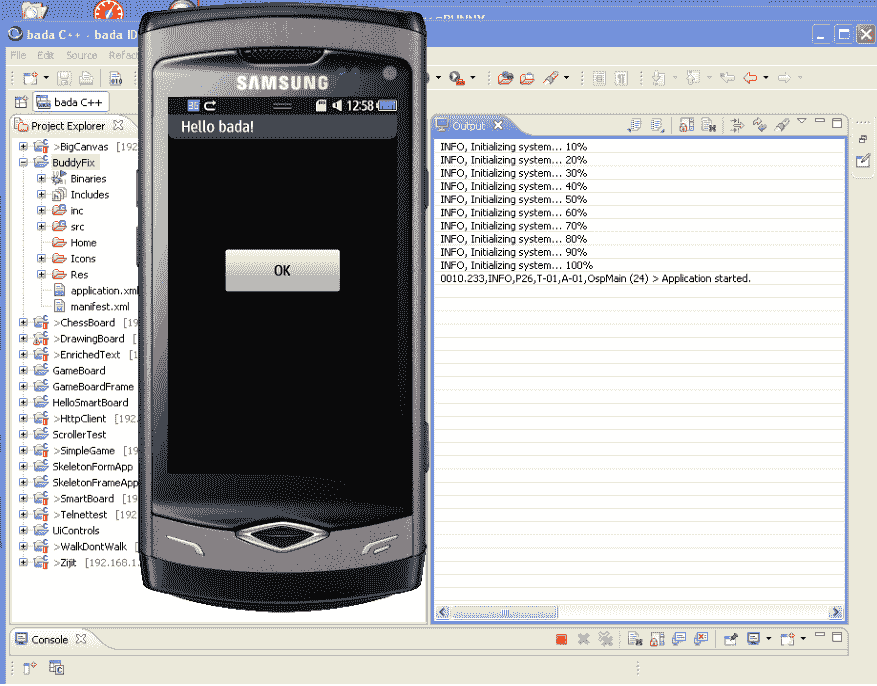 BUNNY
bada C++ - bada ID
File Edit Source Refact
bada C++
SAMSUNG
12:58
Hello bada!
OK
Project Explorer
>BigCanvas [192
BuddyFix
Binaries
Includes
inc
src
Home
Icons
Res
application.xml
manifest.xml
>ChessBoard [19
>DrawingBoard
>EnrichedText [1
GameBoard
GameBoardFrame
HelloSmartBoard
>HttpClient [192.
ScrollerTest
>SimpleGame [19
SkeletonFormApp
SkeletonFrameApp
>SmartBoard [19
>Telnettest [192
UiControls
>WalkDontWalk [
>Zijit [192.168.1.
Output
INFO, Initializing system... 10%
INFO, Initializing system... 20%
INFO, Initializing system... 30%
INFO, Initializing system... 40%
INFO, Initializing system... 50%
INFO, Initializing system... 60%
INFO, Initializing system... 70%
INFO, Initializing system... 80%
INFO, Initializing system... 90%
INFO, Initializing system... 100%
0010.233,INFO,P26,T-01,A-01,OspMain (24) > Application started.
Console